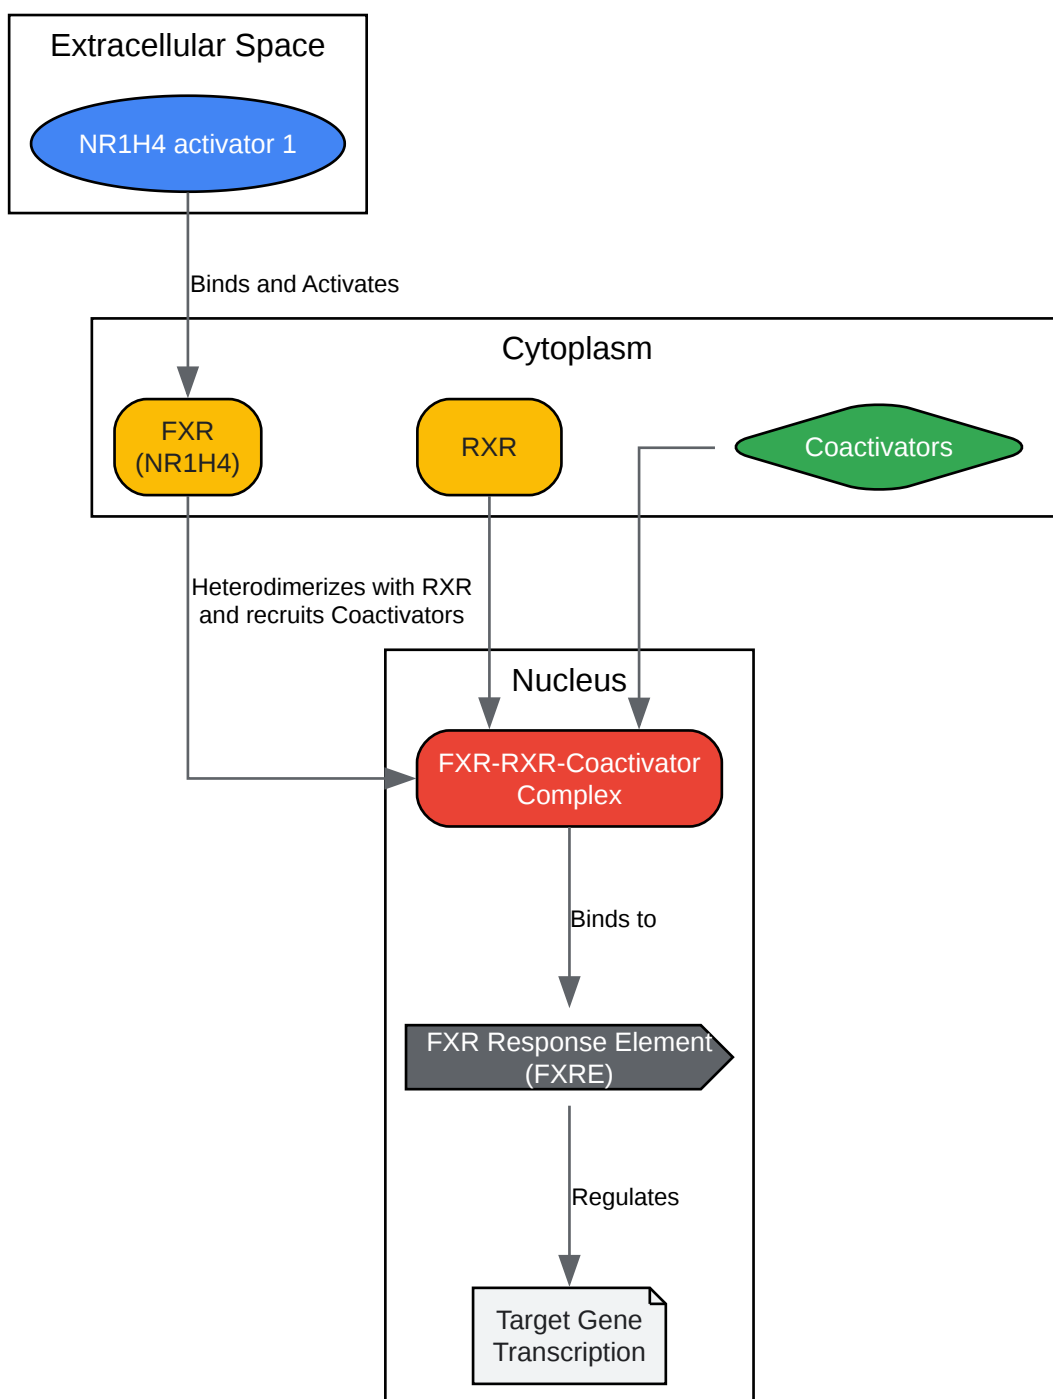 Extracellular Space
NR1H4 activator 1
Binds and Activates
Cytoplasm
FXR
(NR1H4)
RXR
Coactivators
Heterodimerizes with RXR
and recruits Coactivators
Nucleus
FXR-RXR-Coactivator
Complex
Binds to
FXR Response Element
(FXRE)
Regulates
Target Gene
Transcription